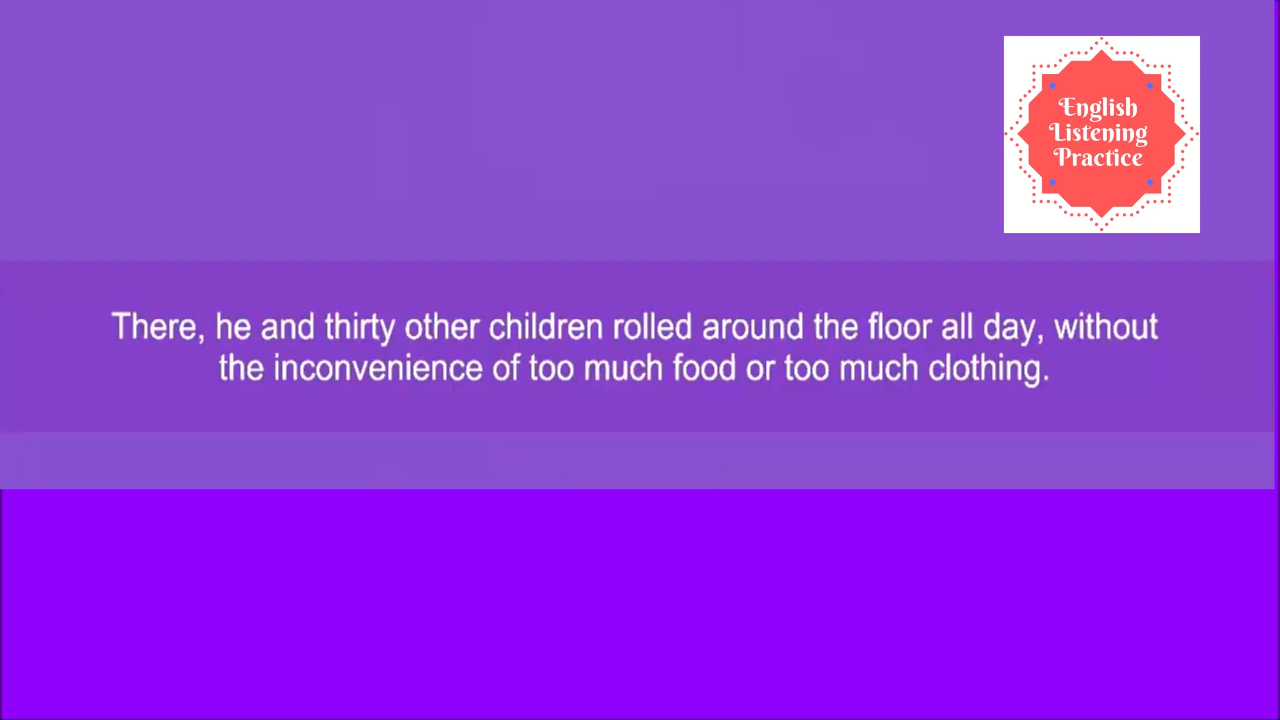 English
Listening
Practice
There, he and thirty other children rolled around the floor all day, without
the inconvenience of too much food or too much clothing.